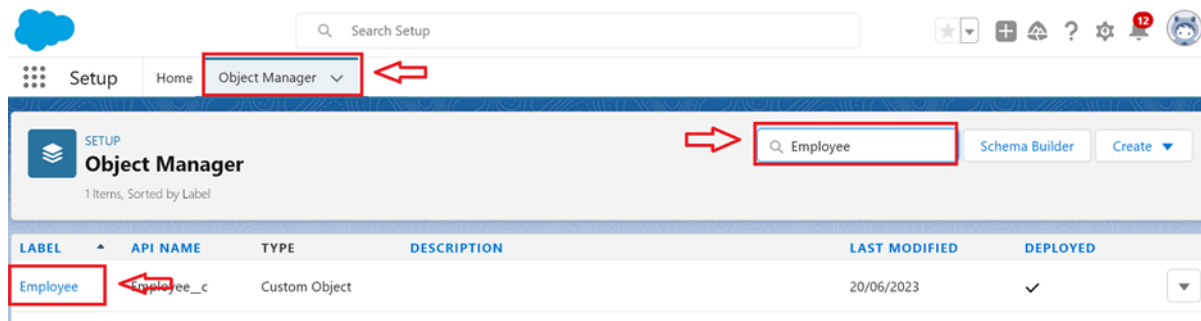 Search Setup
12
Setup Home Object Manager
SETUP
Object Manager
1 Items, Sorted by Label
Employee
Schema Builder
Create
LABEL API NAME TYPE DESCRIPTION LAST MODIFIED DEPLOYED
Employee Employee__c Custom Object 20/06/2023